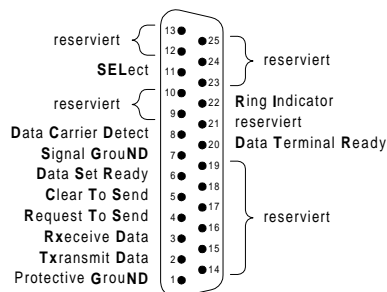 13
25
reserviert
12
24
reserviert
SELect
11
23
10
22
Ring Indicator
reserviert
9
21
reserviert
Data Carrier Detect
8
20
Data Terminal Ready
Signal GrouND
7
19
Data Set Ready
6
18
Clear To Send
5
17
reserviert
Request To Send
4
16
Rxeceive Data
3
15
Txransmit Data
2
14
Protective GrouND
1